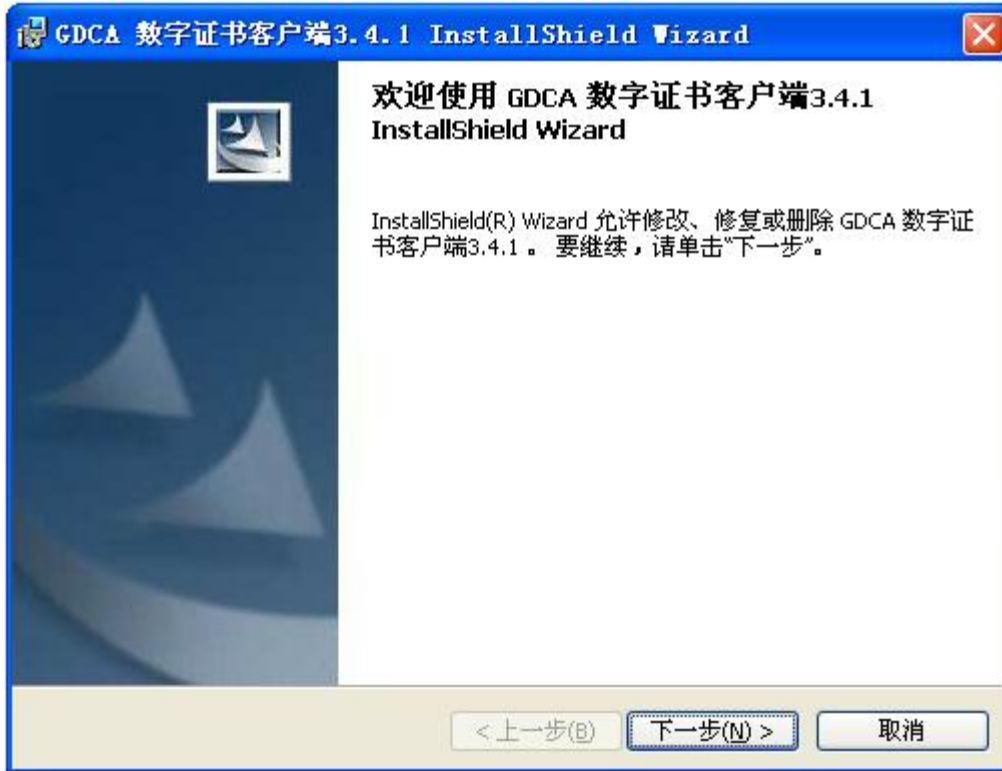 GDCA 数字证书客户端3.4.1 InstallShield Wizard
欢迎使用 GDCA 数字证书客户端3.4.1
InstallShield Wizard
InstallShield(R) Wizard 允许修改、修复或删除 GDCA 数字证
书客户端3.4.1 。 要继续，请单击“下一步”。
<上一步(B)
下一步(N) >
取消